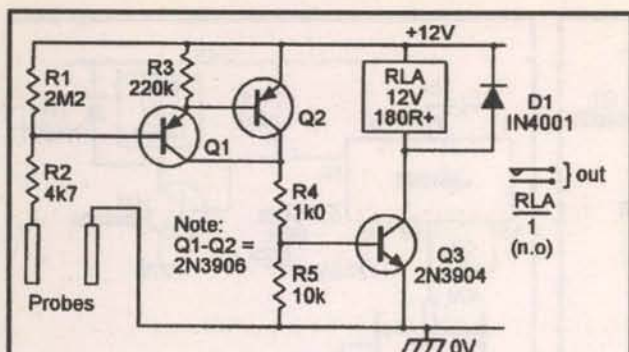 +12V
R1
2M2
R3
220k
Q2
RLA
12V
180R+
D1
IN4001
Q1
R2
4k7
R4
1k0
out
RLA
1
(n.o)
Note:
Q1-Q2 =
2N3906
Q3
2N3904
R5
10k
Probes
0V